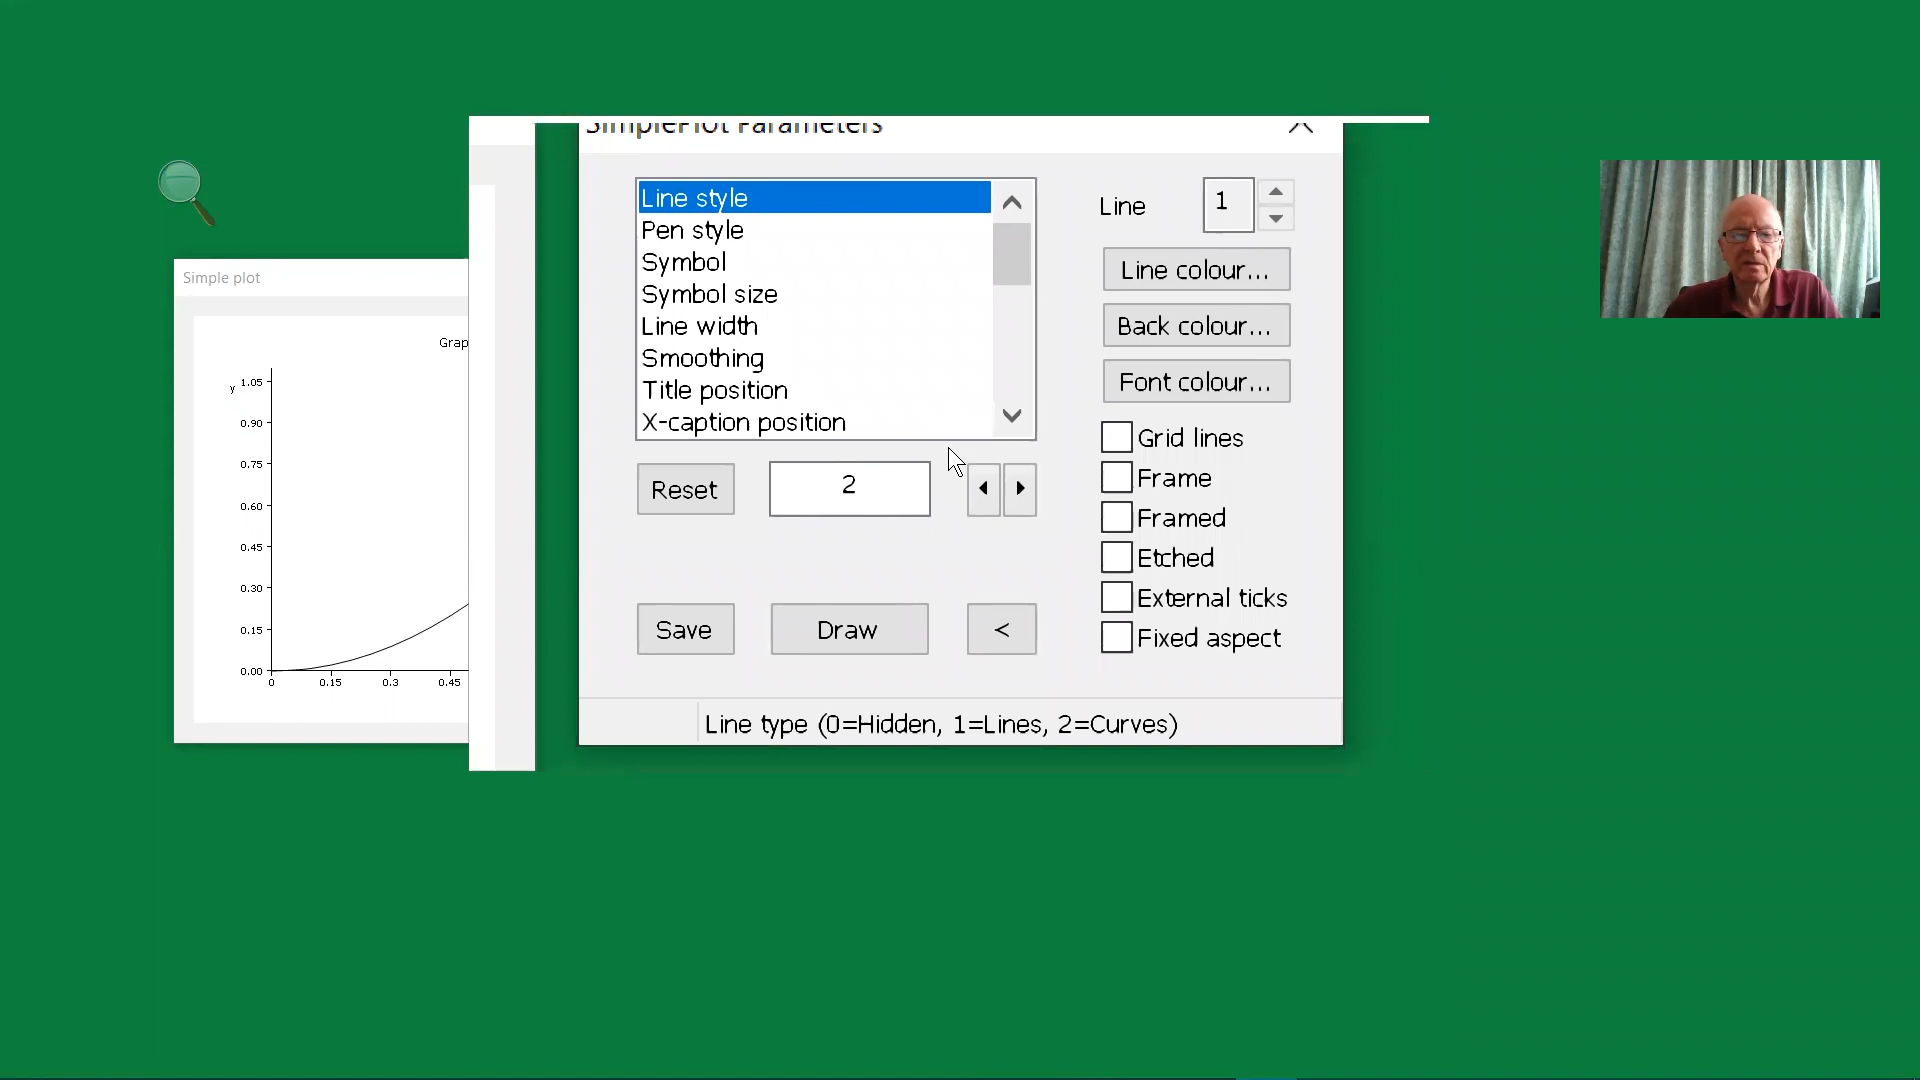 Simple plot
Grap
y
1.05
0.90
0.75
0.60
0.45
0.30
0.15
0.00
0
0.15
0.3
0.45
SimplePlot Parameters
Line style
Pen style
Symbol
Symbol size
Line width
Smoothing
Title position
X-caption position
Reset
2
Save
Draw
<
Line
1
Line colour...
Back colour...
Font colour...
Grid lines
Frame
Framed
Etched
External ticks
Fixed aspect
Line type (0=Hidden, 1=Lines, 2=Curves)